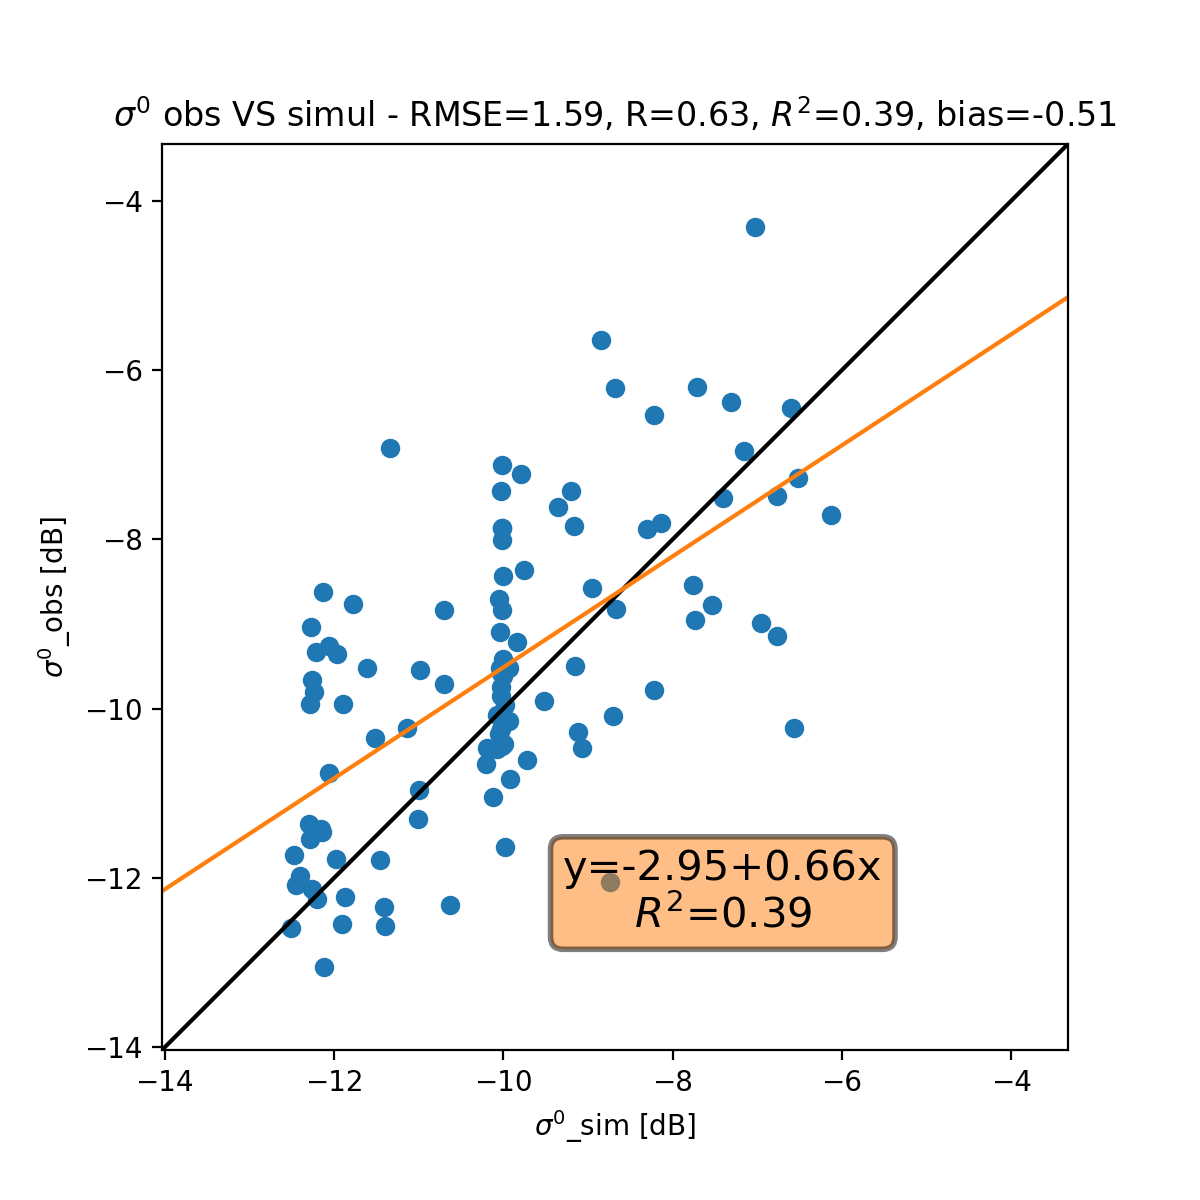 σ⁰ obs VS simul - RMSE=1.59, R=0.63, R²=0.39, bias=-0.51
−4
−6
−8
−10
−12
−14
σ⁰_obs [dB]
y=-2.95+0.66x
R²=0.39
−14 −12 −10 −8 −6 −4
σ⁰_sim [dB]